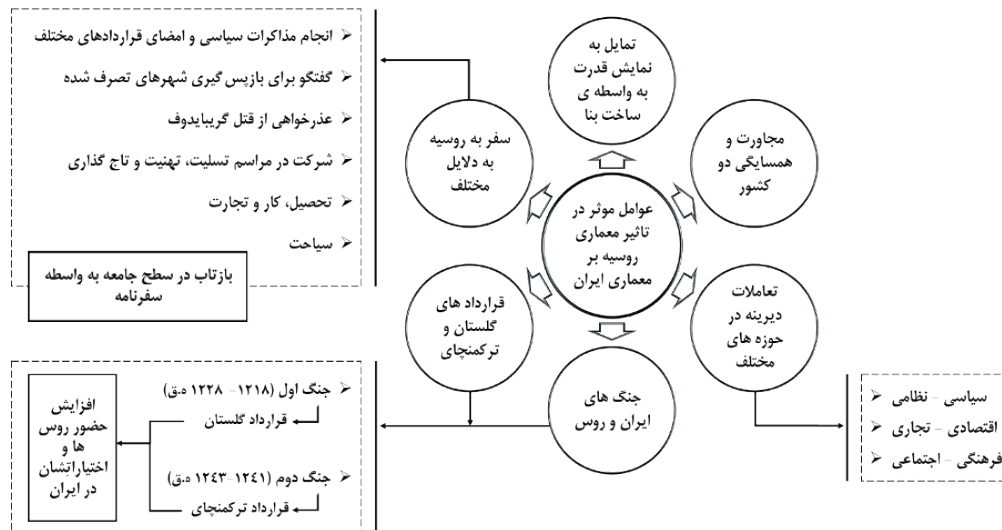 عوامل موثر در
تاثیر معماری
روسیه بر
معماری ایران
تمایل به
نمایش قدرت
به واسطه ی
ساخت بنا
مجاورت و
همسایگی دو
کشور
تعاملات
دیرینه در
حوزه های
مختلف
سیاسی - نظامی
اقتصادی - تجاری
فرهنگی - اجتماعی
جنگ های
ایران و روس
قرارداد های
گلستان و
ترکمنچای
جنگ اول (۱۲۱۸- ۱۲۲۸ ه.ق)
قرارداد گلستان
جنگ دوم (۱۲۴۱-۱۲۴۳ ه.ق)
قرارداد ترکمنچای
افزایش
حضور روس
ها و
اختیاراتشان
در ایران
سفر به روسیه
به دلایل
مختلف
انجام مذاکرات سیاسی و امضای قراردادهای مختلف
گفتگو برای بازپس گیری شهرهای تصرف شده
عذرخواهی از قتل گریبایدوف
شرکت در مراسم تسلیت، تهنیت و تاج گذاری
تحصیل، کار و تجارت
سیاحت
بازتاب در سطح جامعه به واسطه
سفرنامه